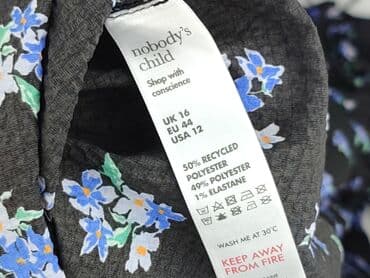 nobody's
child
Shop with
conscience
UK 16
EU 44
USA 12
50% RECYCLED
POLYESTER
49% POLYESTER
1% ELASTANE
WASH ME AT 30°C
KEEP AWAY
FROM FIRE